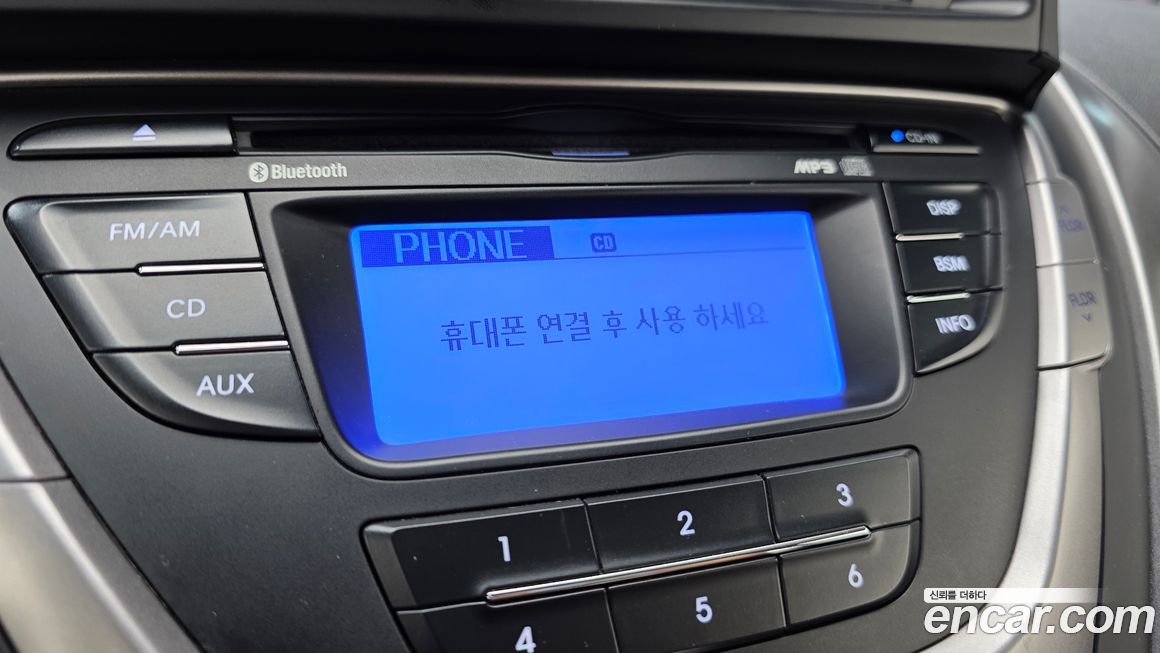 CD-IN
Bluetooth
MP3
FM/AM
DISP
PHONE
CD
FLDR
CD
BSM
휴대폰 연결 후 사용 하세요
FLDR
AUX
INFO
1
2
3
4
5
6
신뢰를 더하다
encar.com